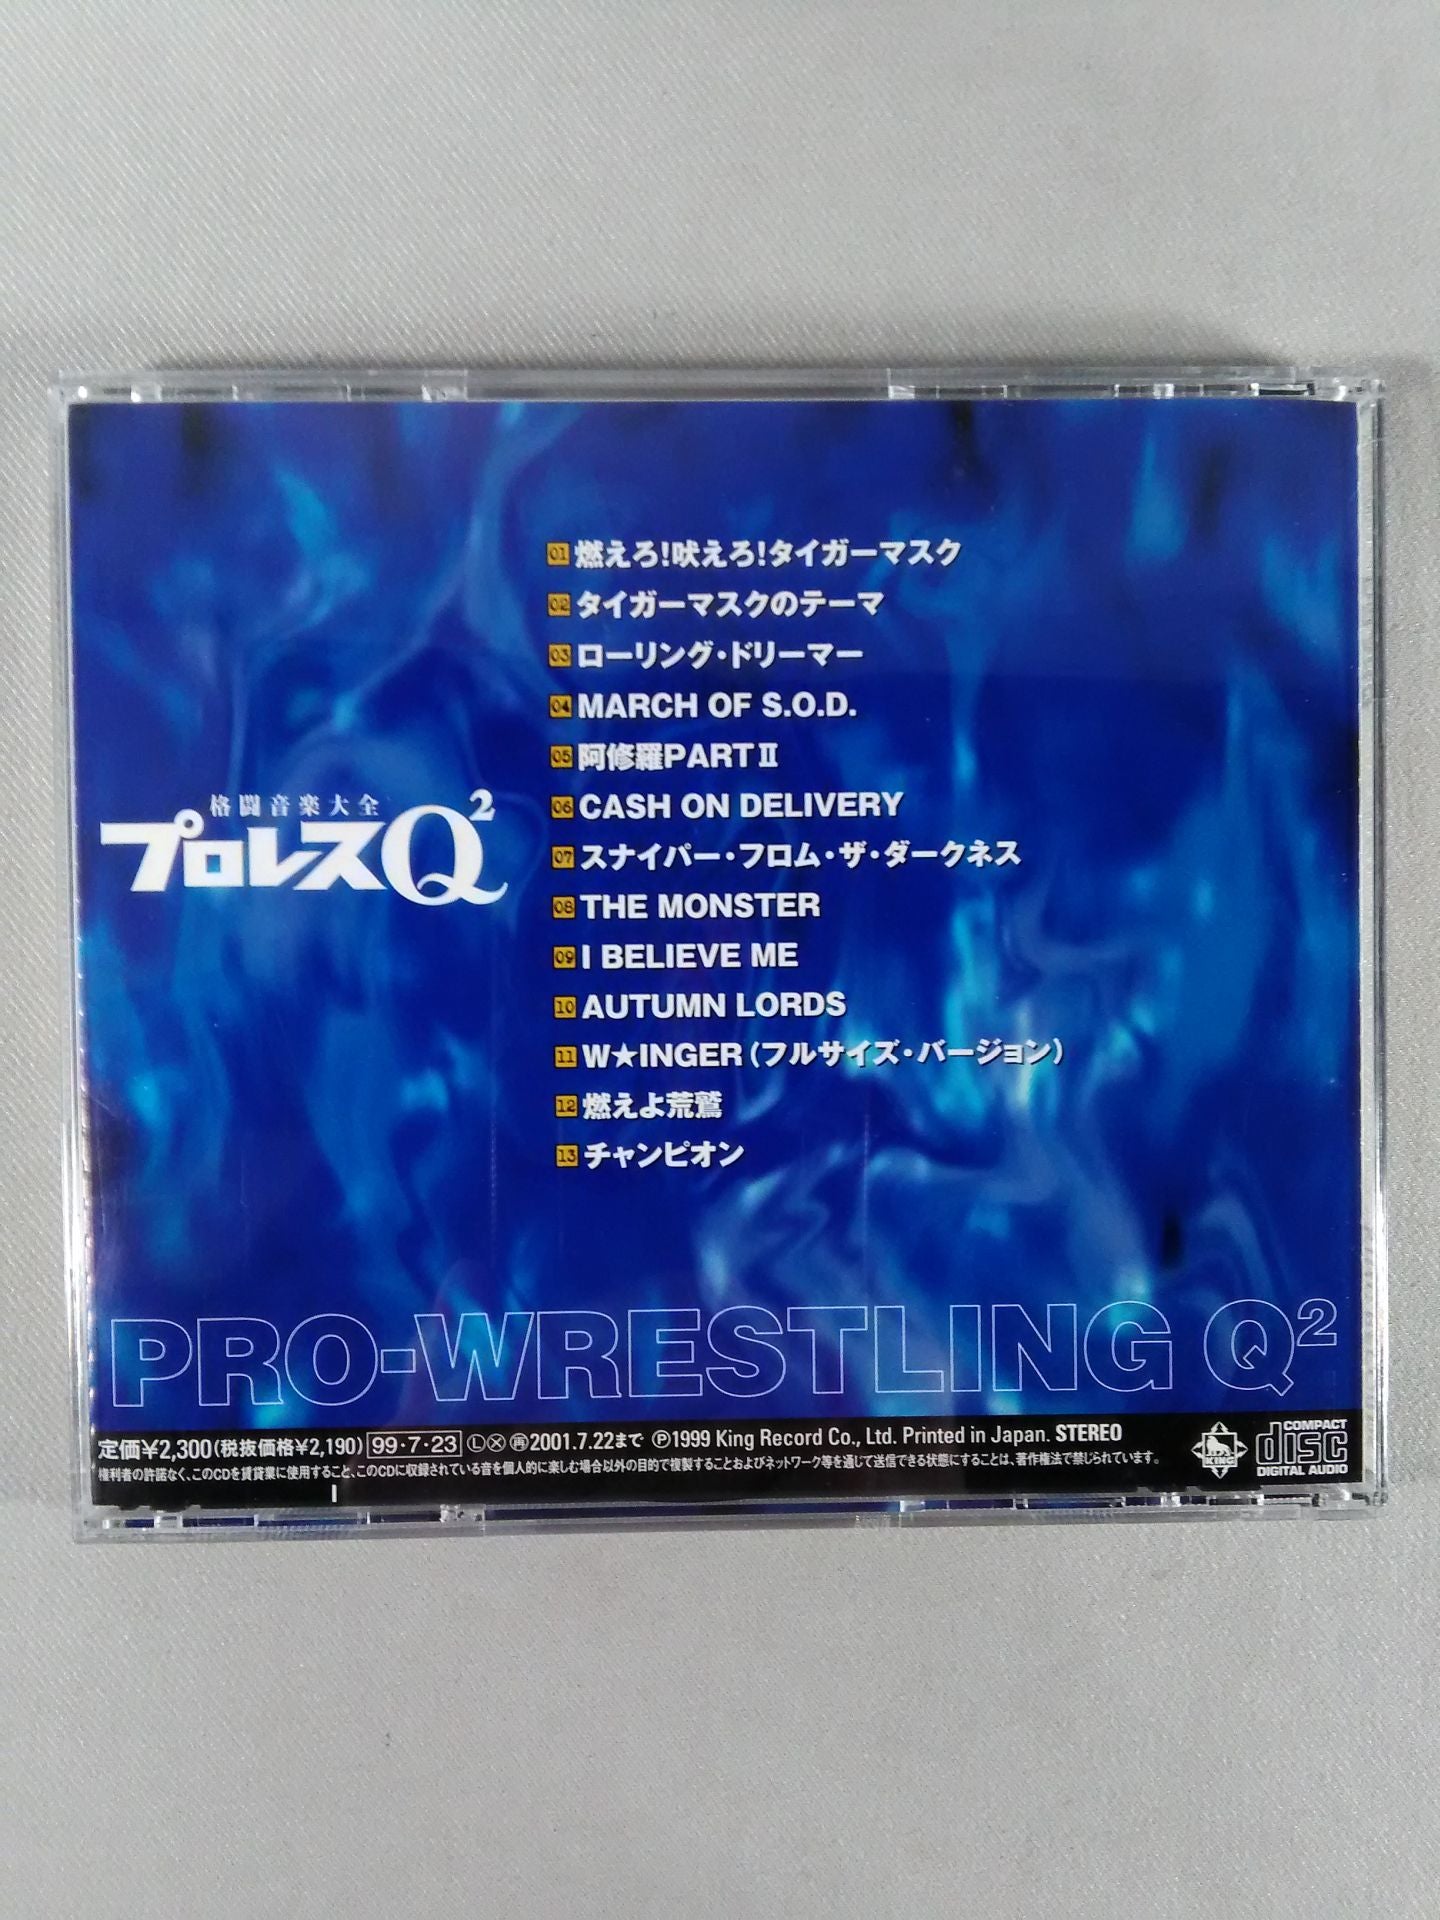 格闘音楽大全
プロレスQ2
01 燃えろ!吠えろ!タイガーマスク
02 タイガーマスクのテーマ
03 ローリング・ドリーマー
04 MARCH OF S.O.D.
05 阿修羅PARTⅡ
06 CASH ON DELIVERY
07 スナイパー・フロム・ザ・ダークネス
08 THE MONSTER
09 I BELIEVE ME
10 AUTUMN LORDS
11 W★INGER(フルサイズ・バージョン)
12 燃えよ荒鷲
13 チャンピオン
PRO-WRESTLING Q2
定価¥2,300(税抜価格¥2,190) 99・7・23 Ⓛ Ⓧ 再 2001.7.22まで ℗1999 King Record Co., Ltd. Printed in Japan. STEREO
権利者の許諾なく、このCDを賃貸業に使用すること、このCDに収録されている音を個人的に楽しむ場合以外の目的で複製することおよびネットワーク等を通じて送信できる状態にすることは、著作権法で禁じられています。
KING
COMPACT
disc
DIGITAL AUDIO